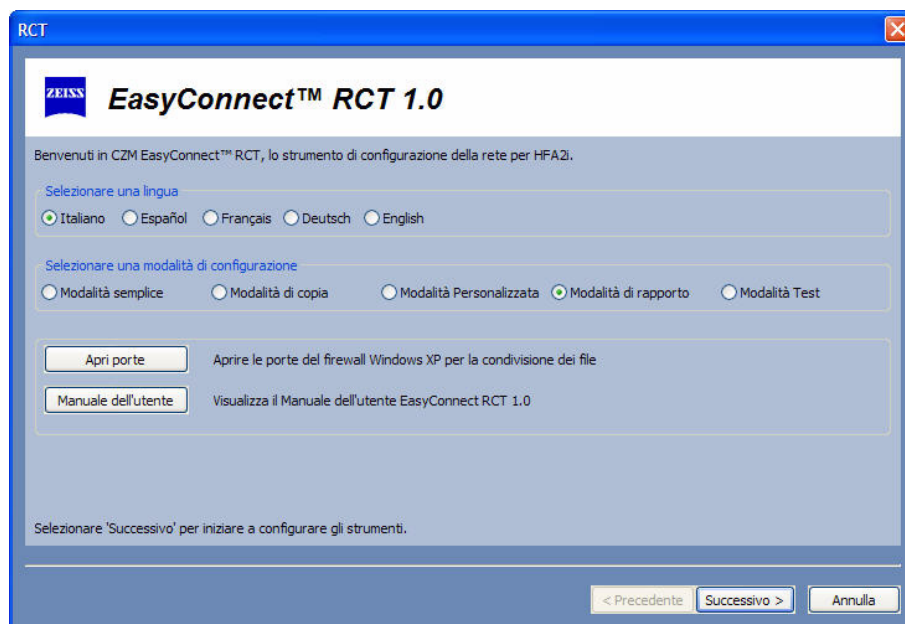 RCT
ZEISS
EasyConnect™ RCT 1.0
Benvenuti in CZM EasyConnect™ RCT, lo strumento di configurazione della rete per HFA2i.
Selezionare una lingua
Italiano Español Français Deutsch English
Selezionare una modalità di configurazione
Modalità semplice Modalità di copia Modalità Personalizzata Modalità di rapporto Modalità Test
Apri porte Aprire le porte del firewall Windows XP per la condivisione dei file
Manuale dell'utente Visualizza il Manuale dell'utente EasyConnect RCT 1.0
Selezionare 'Successivo' per iniziare a configurare gli strumenti.
< Precedente Successivo > Annulla